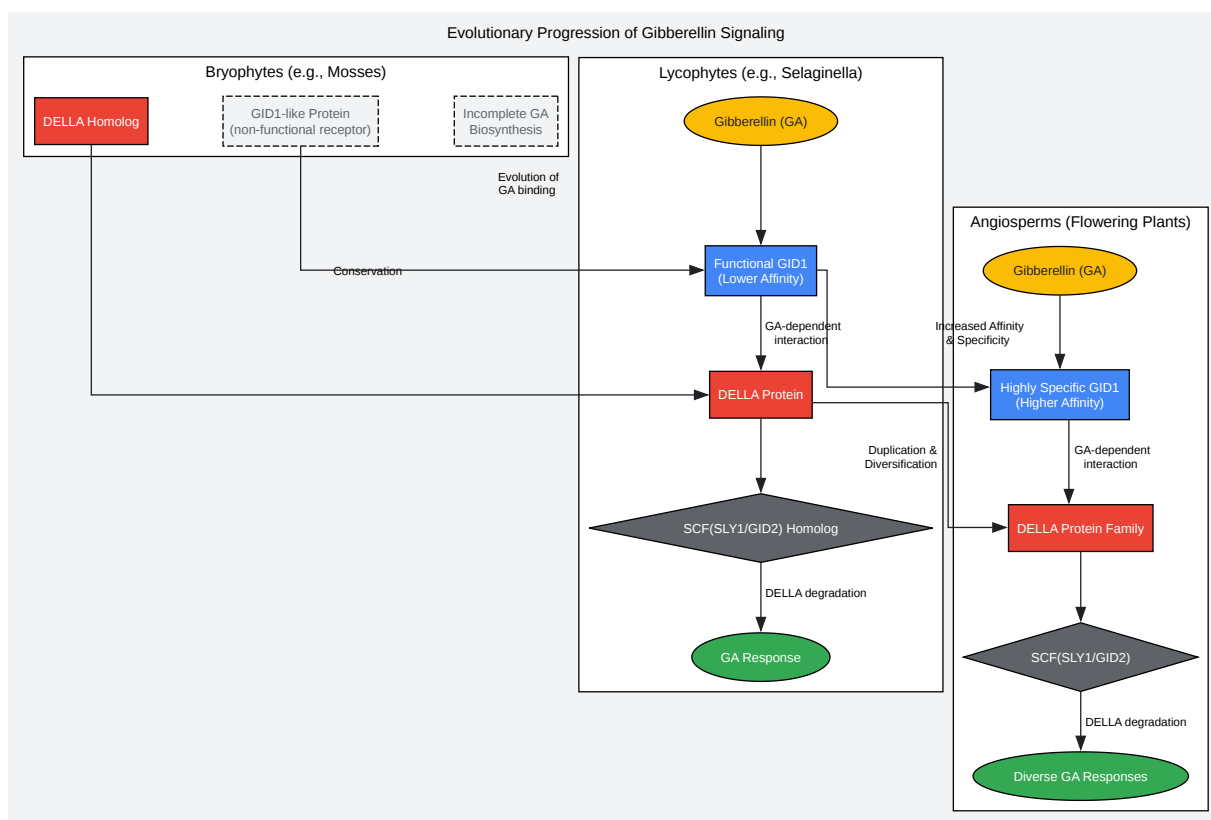 Evolutionary Progression of Gibberellin Signaling
Bryophytes (e.g., Mosses)
DELLA Homolog
GID1-like Protein
(non-functional receptor)
Incomplete GA
Biosynthesis
Evolution of
GA binding
Conservation
Lycophytes (e.g., Selaginella)
Gibberellin (GA)
Functional GID1
(Lower Affinity)
GA-dependent
interaction
DELLA Protein
SCF(SLY1/GID2) Homolog
DELLA degradation
GA Response
Increased Affinity
& Specificity
Duplication &
Diversification
Angiosperms (Flowering Plants)
Gibberellin (GA)
Highly Specific GID1
(Higher Affinity)
GA-dependent
interaction
DELLA Protein Family
SCF(SLY1/GID2)
DELLA degradation
Diverse GA Responses